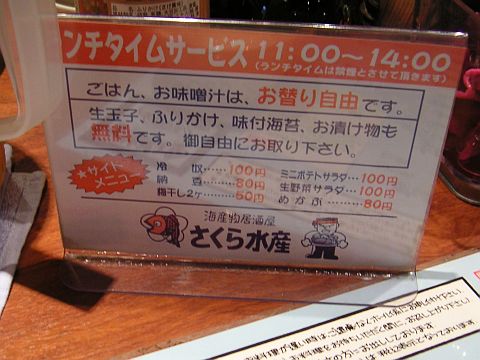 ンチタイムサービス 11:00～14:00
(ランチタイムは禁煙とさせて頂きます)
ごはん、お味噌汁は、お替り自由です。
生玉子、ふりかけ、味付海苔、お漬け物も
無料です。御自由にお取り下さい。
★サイド
メニュー
冷奴……100円
納豆……80円
梅干し2ケ……50円
ミニポテトサラダ…100円
生野菜サラダ…100円
めかぶ……80円
海産物居酒屋
さくら水産